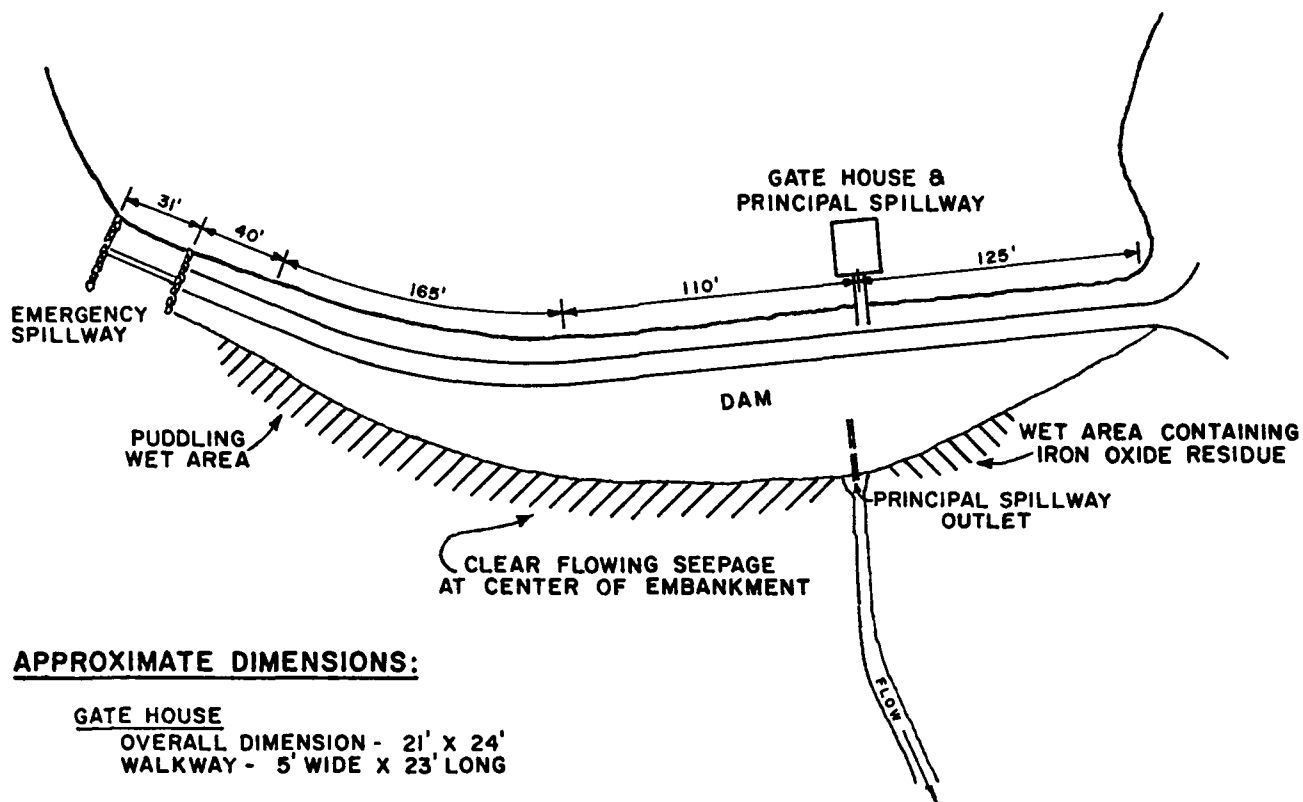 GATE HOUSE &
PRINCIPAL SPILLWAY
31'
40'
165'
110'
125'
EMERGENCY
SPILLWAY
DAM
PUDDLING
WET AREA
WET AREA CONTAINING
IRON OXIDE RESIDUE
PRINCIPAL SPILLWAY
OUTLET
CLEAR FLOWING SEEPAGE
AT CENTER OF EMBANKMENT
FLOW
APPROXIMATE DIMENSIONS:
GATE HOUSE
OVERALL DIMENSION - 21' X 24'
WALKWAY - 5' WIDE X 23' LONG